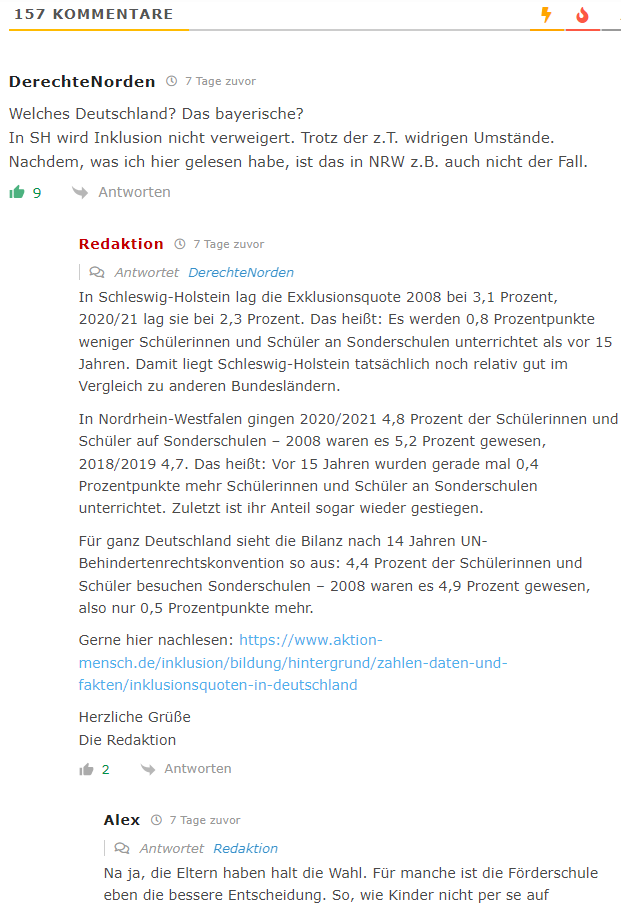 157 KOMMENTARE
DerechteNorden 7 Tage zuvor
Welches Deutschland? Das bayerische?
In SH wird Inklusion nicht verweigert. Trotz der z.T. widrigen Umstände.
Nachdem, was ich hier gelesen habe, ist das in NRW z.B. auch nicht der Fall.
9 Antworten
Redaktion 7 Tage zuvor
Antwortet DerechteNorden
In Schleswig-Holstein lag die Exklusionsquote 2008 bei 3,1 Prozent,
2020/21 lag sie bei 2,3 Prozent. Das heißt: Es werden 0,8 Prozentpunkte
weniger Schülerinnen und Schüler an Sonderschulen unterrichtet als vor 15
Jahren. Damit liegt Schleswig-Holstein tatsächlich noch relativ gut im
Vergleich zu anderen Bundesländern.
In Nordrhein-Westfalen gingen 2020/2021 4,8 Prozent der Schülerinnen und
Schüler auf Sonderschulen – 2008 waren es 5,2 Prozent gewesen,
2018/2019 4,7. Das heißt: Vor 15 Jahren wurden gerade mal 0,4
Prozentpunkte mehr Schülerinnen und Schüler an Sonderschulen
unterrichtet. Zuletzt ist ihr Anteil sogar wieder gestiegen.
Für ganz Deutschland sieht die Bilanz nach 14 Jahren UN-
Behindertenrechtskonvention so aus: 4,4 Prozent der Schülerinnen und
Schüler besuchen Sonderschulen – 2008 waren es 4,9 Prozent gewesen,
also nur 0,5 Prozentpunkte mehr.
Gerne hier nachlesen: https://www.aktion-
mensch.de/inklusion/bildung/hintergrund/zahlen-daten-und-
fakten/inklusionsquoten-in-deutschland
Herzliche Grüße
Die Redaktion
2 Antworten
Alex 7 Tage zuvor
Antwortet Redaktion
Na ja, die Eltern haben halt die Wahl. Für manche ist die Förderschule
eben die bessere Entscheidung. So, wie Kinder nicht per se auf